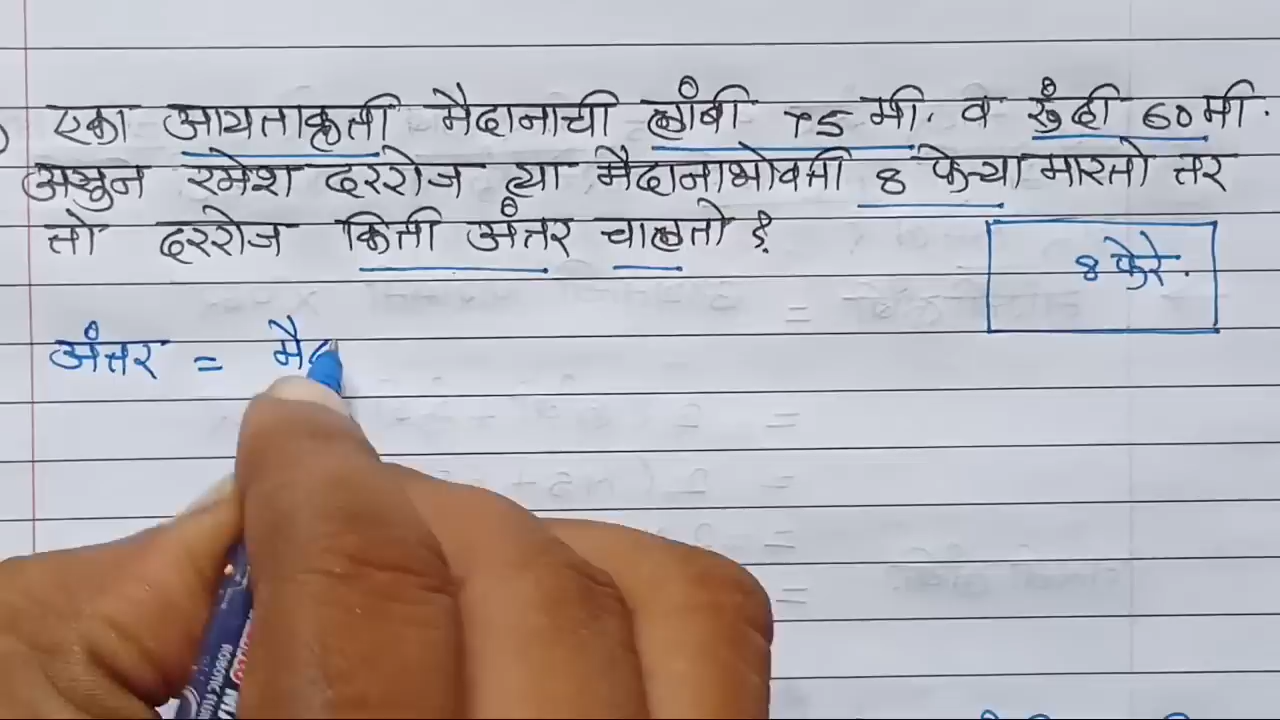 एका आयताकृती मैदानाची लांबी 75 मी. व रुंदी 60 मी.
असुन रमेश दररोज त्या मैदानाभोवती 8 फेऱ्या मारतो तर
तो दररोज किती अंतर चालतो ?
8 फेरे.
अंतर = मैद